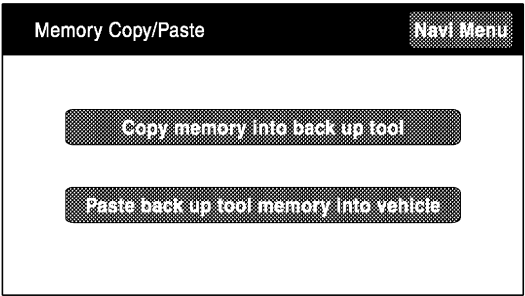 Memory Copy/Paste
Navi Menu
Copy memory into back up tool
Paste back up tool memory into vehicle